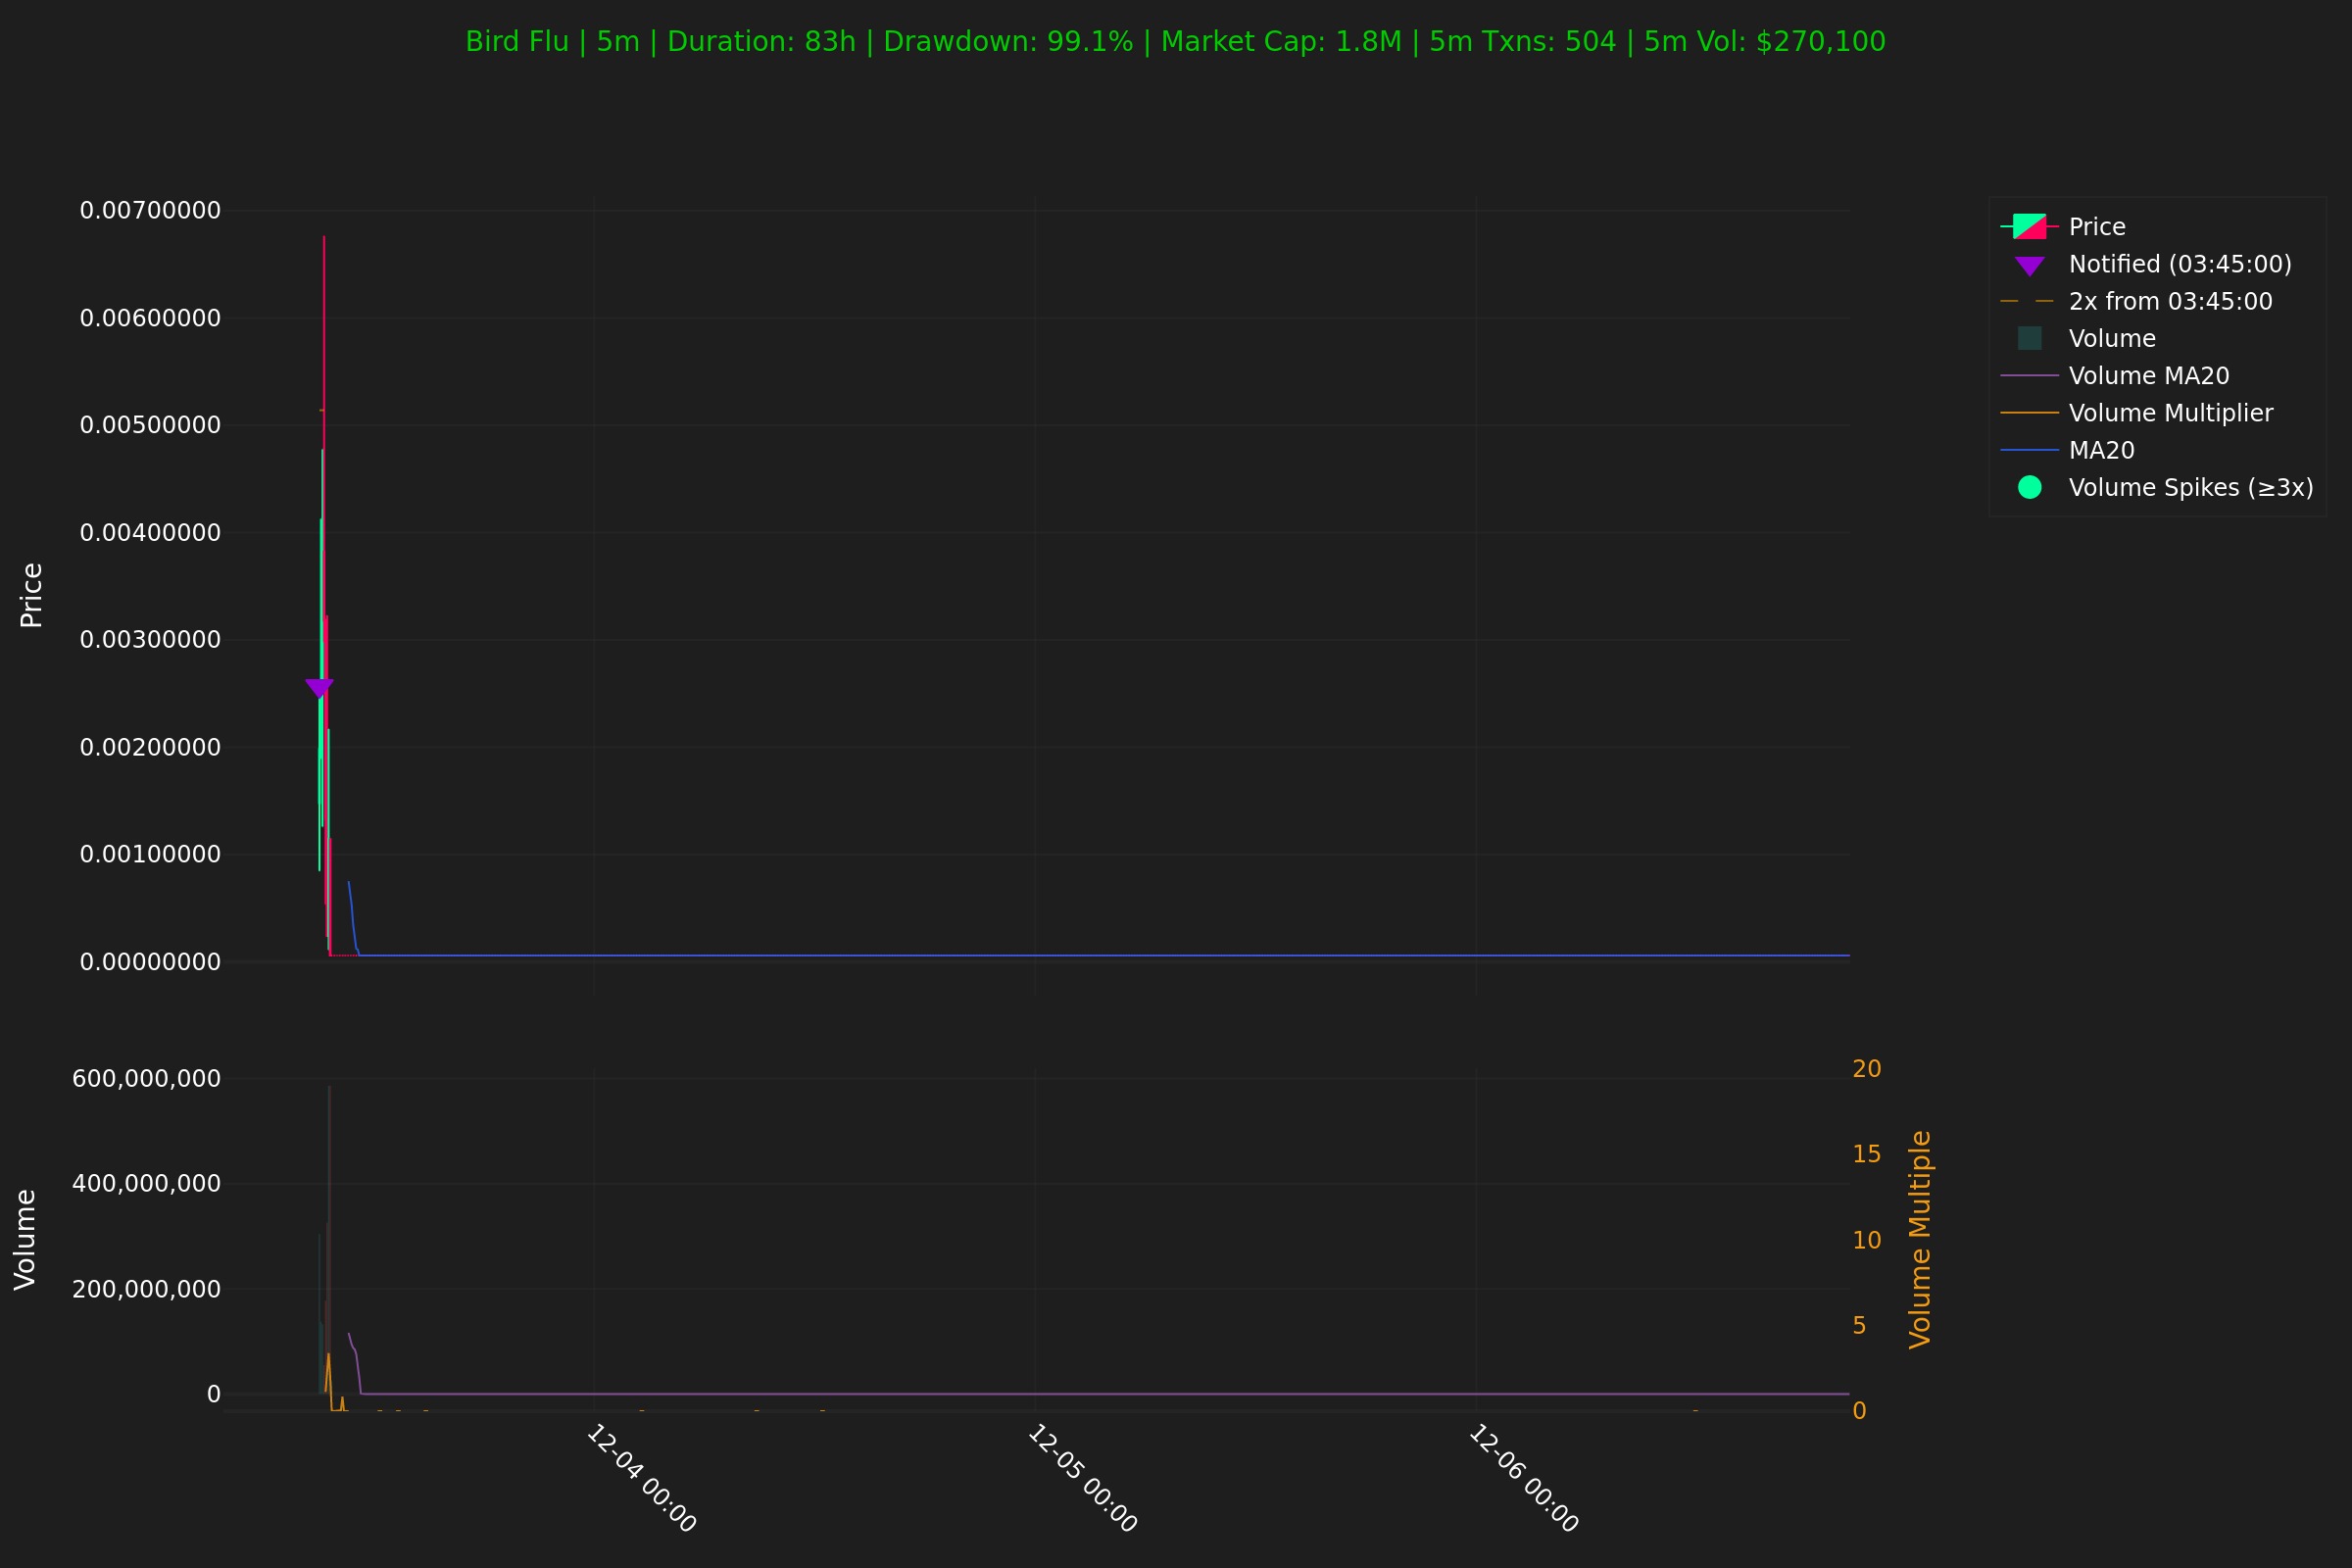 Bird Flu | 5m | Duration: 83h | Drawdown: 99.1% | Market Cap: 1.8M | 5m Txns: 504 | 5m Vol: $270,100
Price
0.00700000
0.00600000
0.00500000
0.00400000
0.00300000
0.00200000
0.00100000
0.00000000
Price
Notified (03:45:00)
2x from 03:45:00
Volume
Volume MA20
Volume Multiplier
MA20
Volume Spikes (≥3x)
Volume
600,000,000
400,000,000
200,000,000
0
20
15
10
5
0
Volume Multiple
12-04 00:00
12-05 00:00
12-06 00:00